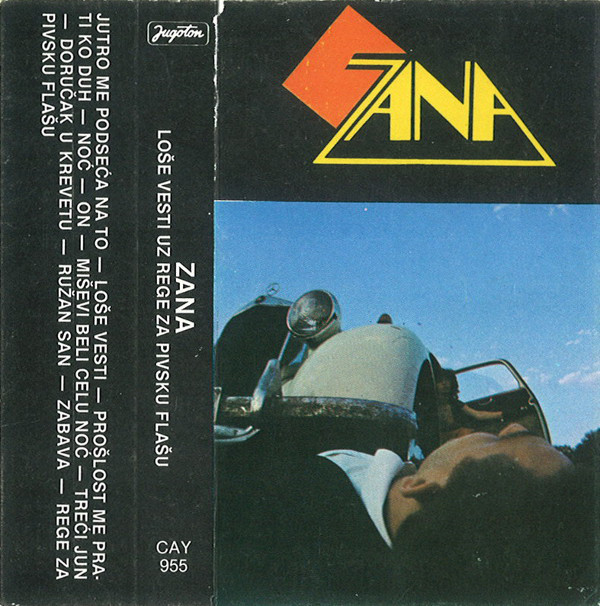 JUTRO ME PODSEĆA NA TO — LOŠE VESTI — PROŠLOST ME PRA-
TI KO DUH — NOĆ — ON — MIŠEVI BELI CELU NOĆ — TREĆI JUN
— DORUČAK U KREVETU — RUŽAN SAN — ZABAVA — REGE ZA
PIVSKU FLAŠU
Jugoton
ZANA
LOŠE VESTI UZ REGE ZA PIVSKU FLAŠU
CAY
955
ZANA